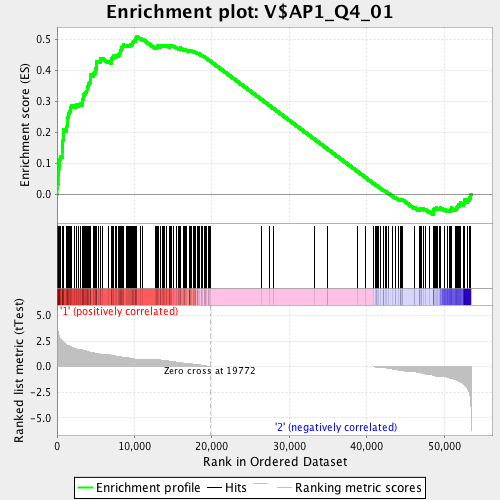 Enrichment plot: V$AP1_Q4_01
Enrichment score (ES)
0.5
0.4
0.3
0.2
0.1
0.0
'1' (positively correlated)
Ranked list metric (tTest)
5.0
2.5
0.0
-2.5
-5.0
Zero cross at 19772
'2' (negatively correlated)
0
10,000
20,000
30,000
40,000
50,000
Rank in Ordered Dataset
Enrichment profile
Hits
Ranking metric scores